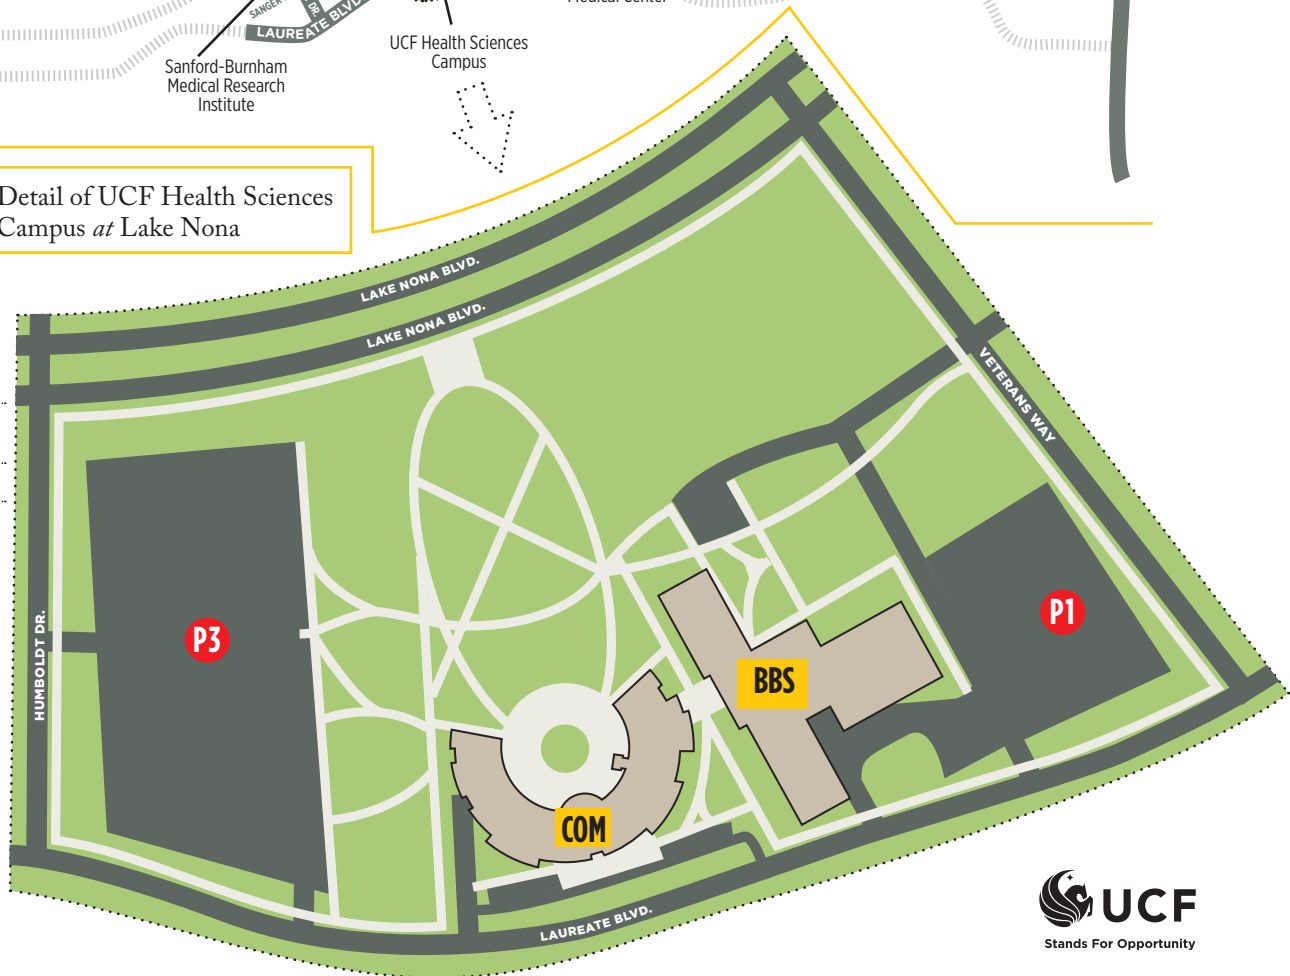 SANGER
DR.
LAUREATE BLVD
Sanford-Burnham
Medical Research
Institute
UCF Health Sciences
Campus
Detail of UCF Health Sciences
Campus at Lake Nona
LAKE NONA BLVD.
LAKE NONA BLVD.
VETERANS WAY
HUMBOLDT DR.
P3
P1
BBS
COM
LAUREATE BLVD.
UCF
Stands For Opportunity